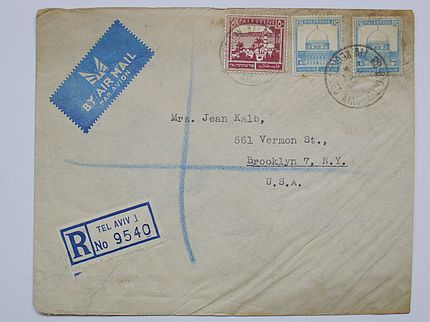 BY AIR MAIL
PAR AVION
PALESTINE
PALESTINE
PALESTINE
Mrs. Jean Kalb,
561 Vermon St.,
Brooklyn 7, N.Y.
U.S.A.
R
TEL AVIV 1
No 9540